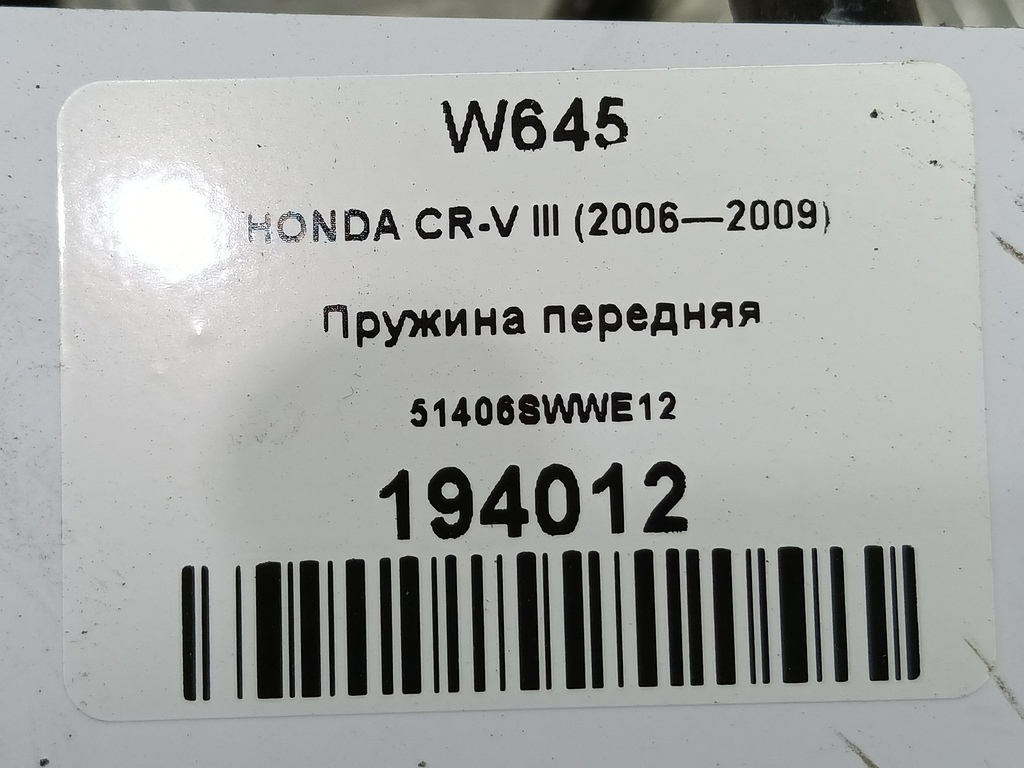 W645
HONDA CR-V III (2006—2009)
Пружина передняя
51406SWWE12
194012